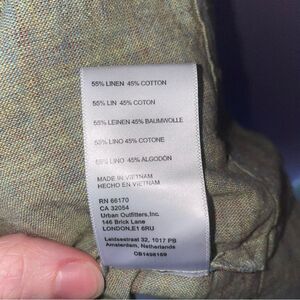 55% LINEN 45% COTTON
55% LIN 45% COTON
55% LEINEN 45% BAUMWOLLE
55% LINO 45% COTONE
55% LINO 45% ALGODÓN
MADE IN VIETNAM
HECHO EN VIETNAM
RN 66170
CA 32054
Urban Outfitters,Inc.
146 Brick Lane
LONDON,E1 6RU
Leidsestraat 32, 1017 PB
Amsterdam, Netherlands
OB1498169